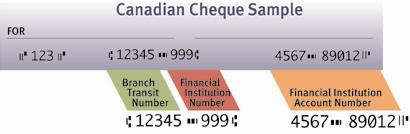 Canadian Cheque Sample
FOR
⑈ 123 ⑈ ⑆ 12345 ⑉ 999 ⑆ 4567 ⑉ 89012 ⑈
Branch Transit Number
Financial Institution Number
Financial Institution Account Number
⑆ 12345 ⑉ 999 ⑆ 4567 ⑉ 89012 ⑈